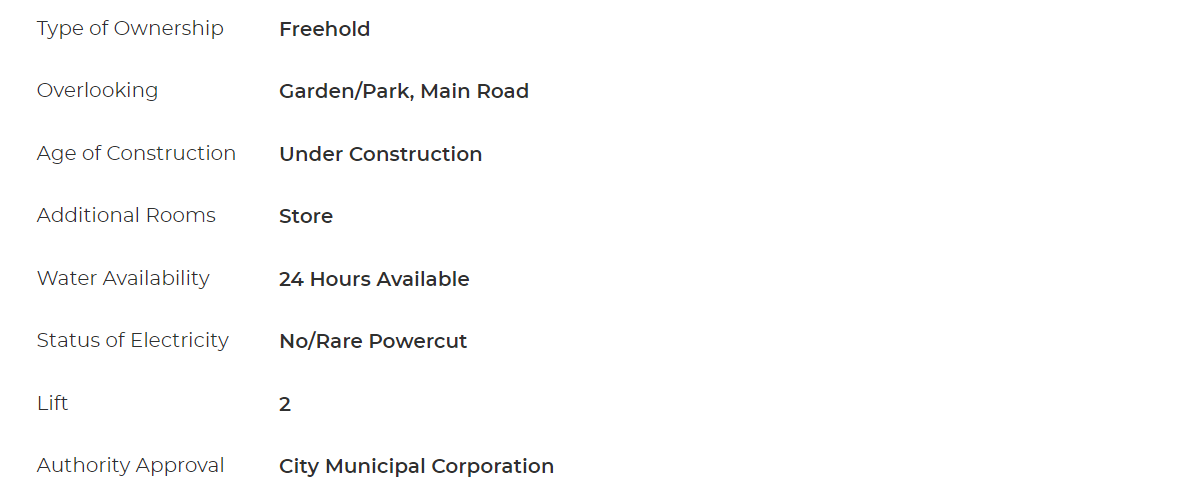 Type of Ownership Freehold
Overlooking Garden/Park, Main Road
Age of Construction Under Construction
Additional Rooms Store
Water Availability 24 Hours Available
Status of Electricity No/Rare Powercut
Lift 2
Authority Approval City Municipal Corporation